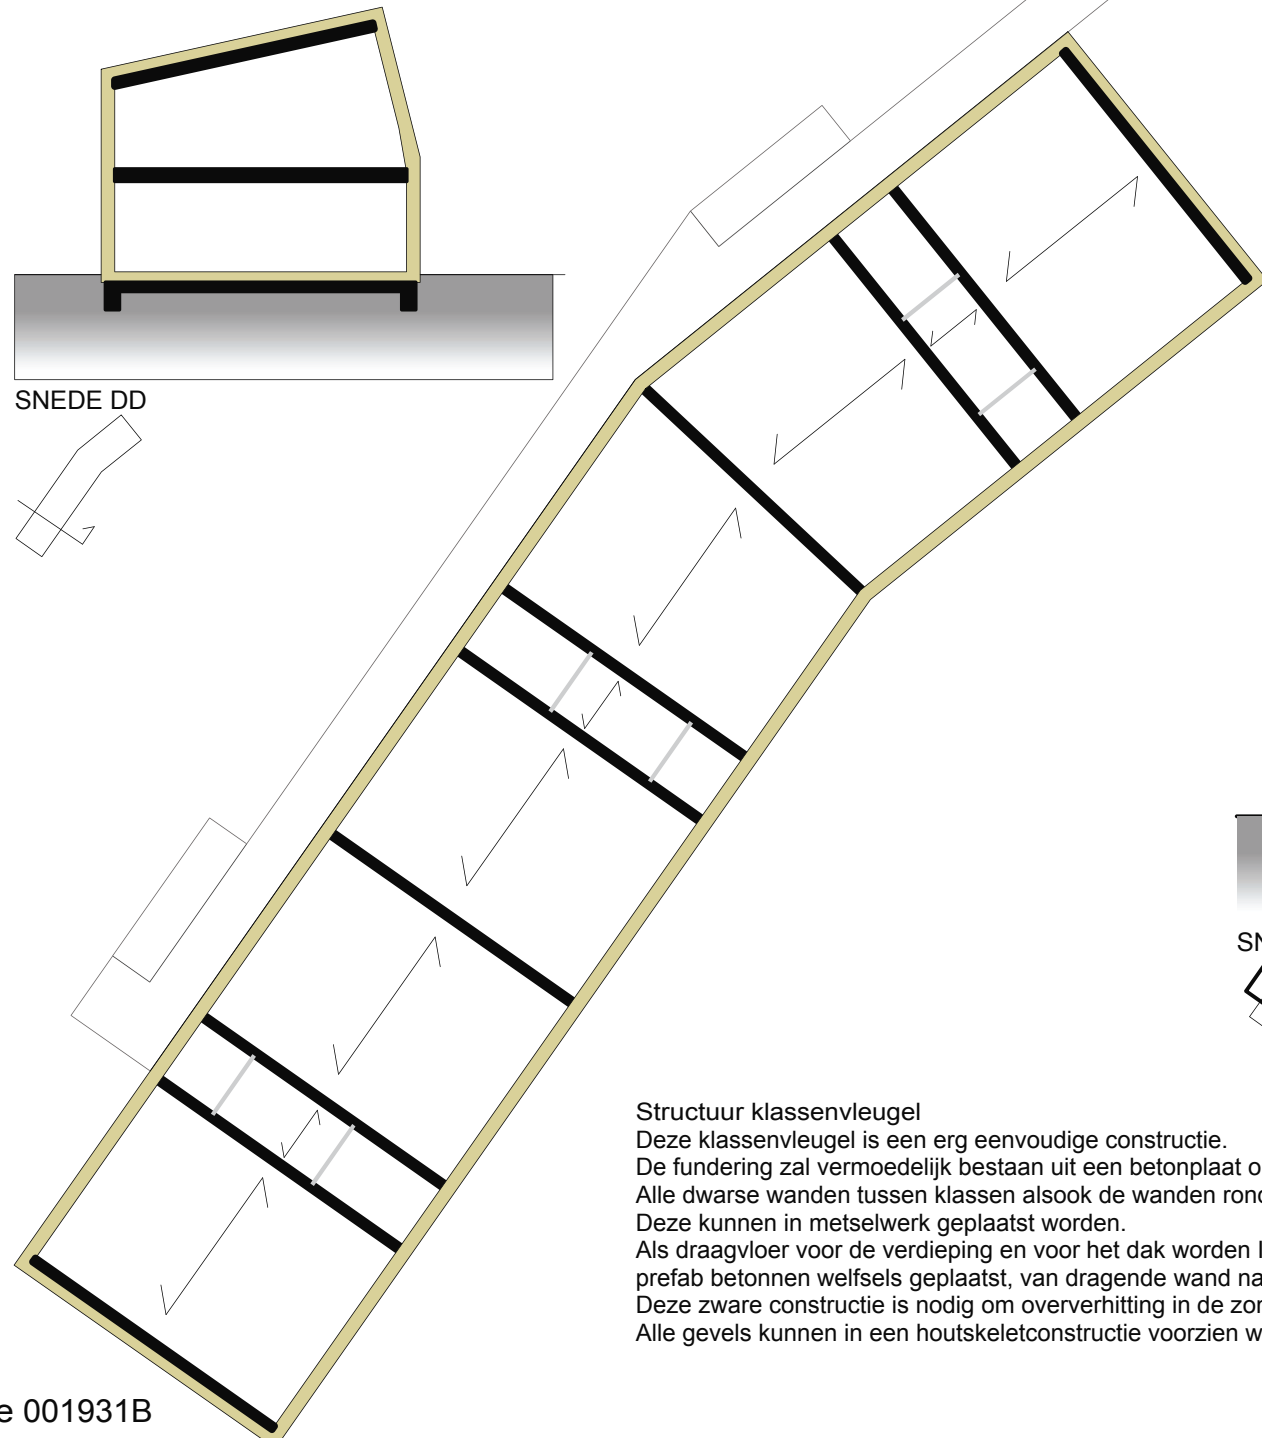 SNEDE DD
Structuur klassenvleugel
Deze klassenvleugel is een erg eenvoudige constructie.
De fundering zal vermoedelijk bestaan uit een betonplaat o
Alle dwarse wanden tussen klassen alsook de wanden rond
Deze kunnen in metselwerk geplaatst worden.
Als draagvloer voor de verdieping en voor het dak worden
prefab betonnen welfsels geplaatst, van dragende wand na
Deze zware constructie is nodig om oververhitting in de zo
Alle gevels kunnen in een houtskeletconstructie voorzien w
e 001931B